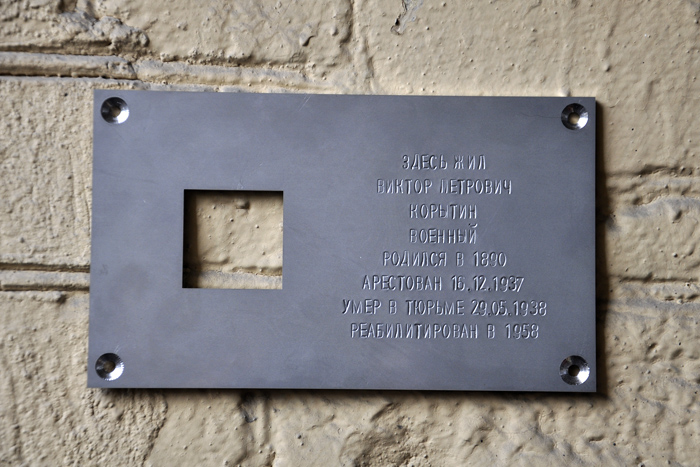 ЗДЕСЬ ЖИЛ
ВИКТОР ПЕТРОВИЧ
КОРЫТИН
ВОЕННЫЙ
РОДИЛСЯ В 1890
АРЕСТОВАН 16.12.1937
УМЕР В ТЮРЬМЕ 29.05.1938
РЕАБИЛИТИРОВАН В 1958